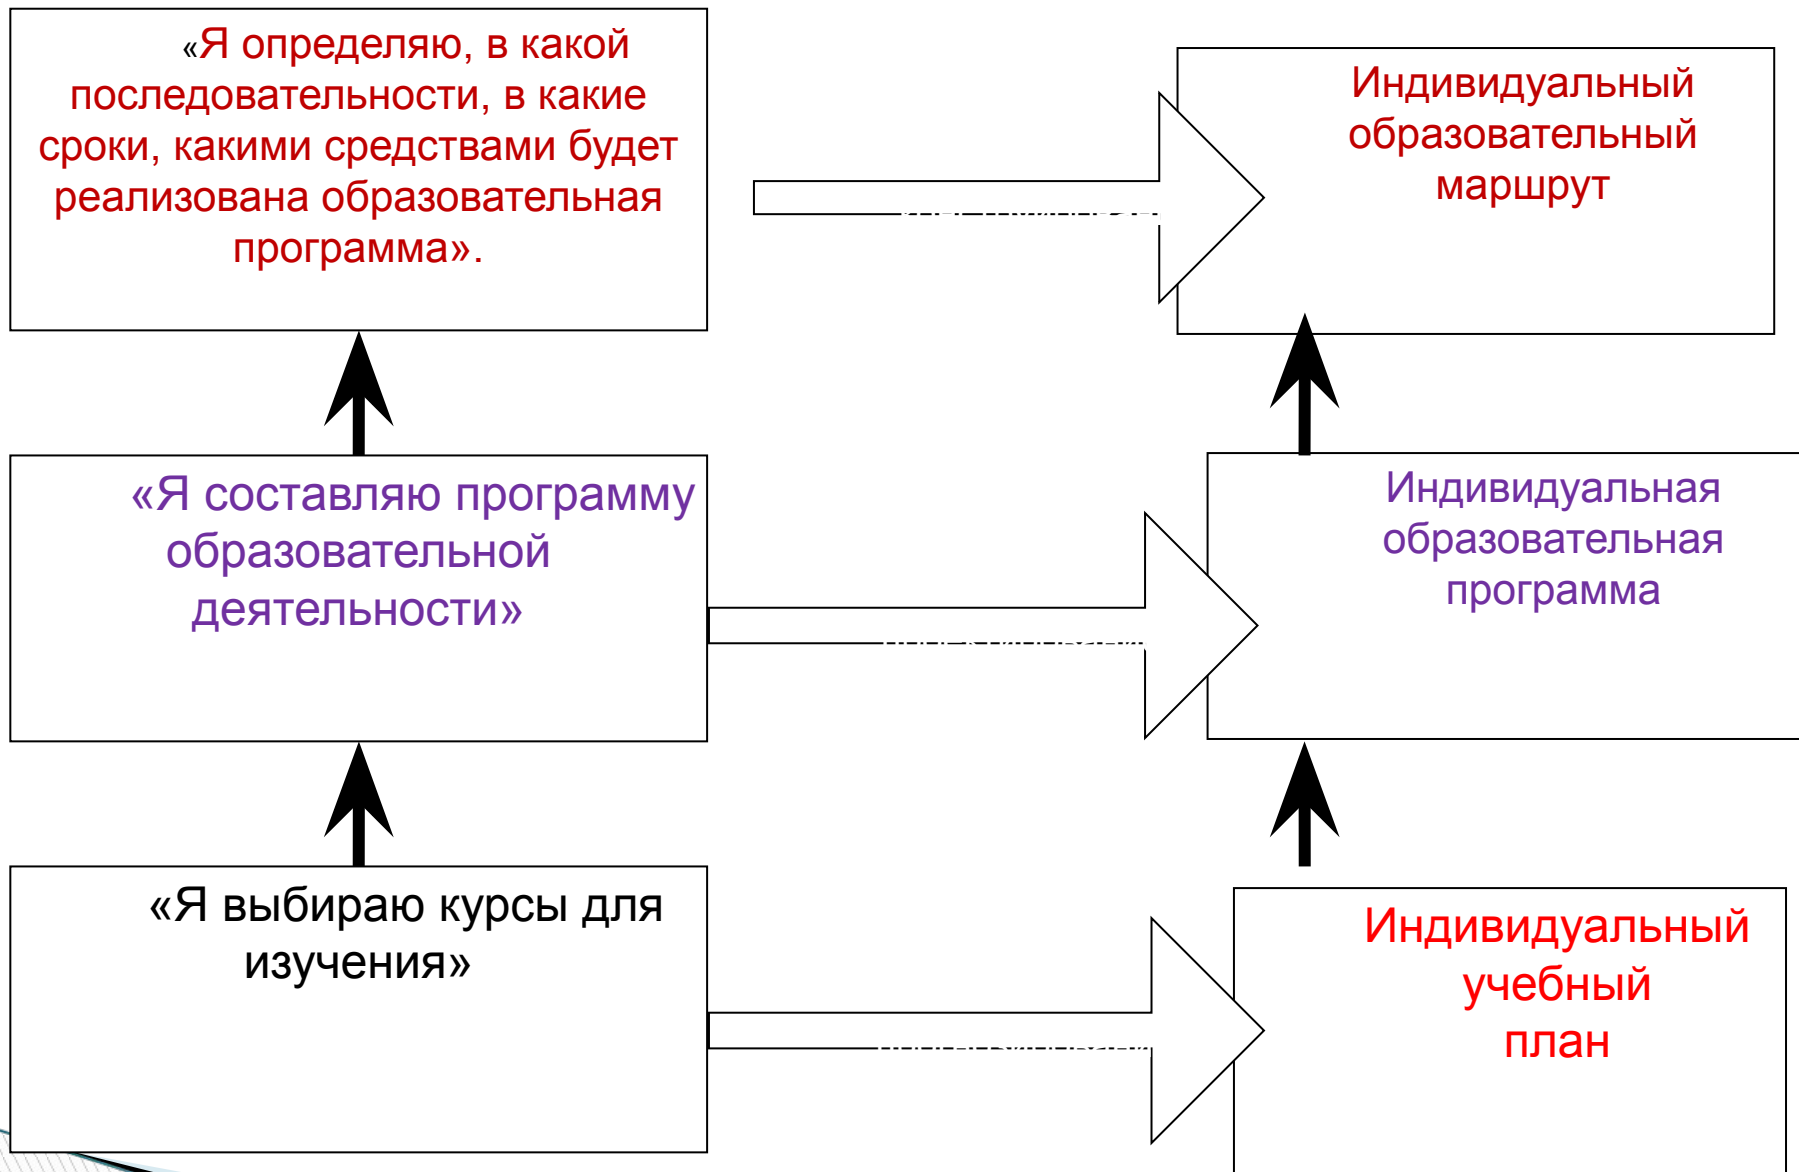 «Я определяю, в какой
последовательности, в какие
сроки, какими средствами будет
реализована образовательная
программа».
Индивидуальный
образовательный
маршрут
«Я составляю программу
образовательной
деятельности»
Индивидуальная
образовательная
программа
«Я выбираю курсы для
изучения»
Индивидуальный
учебный
план